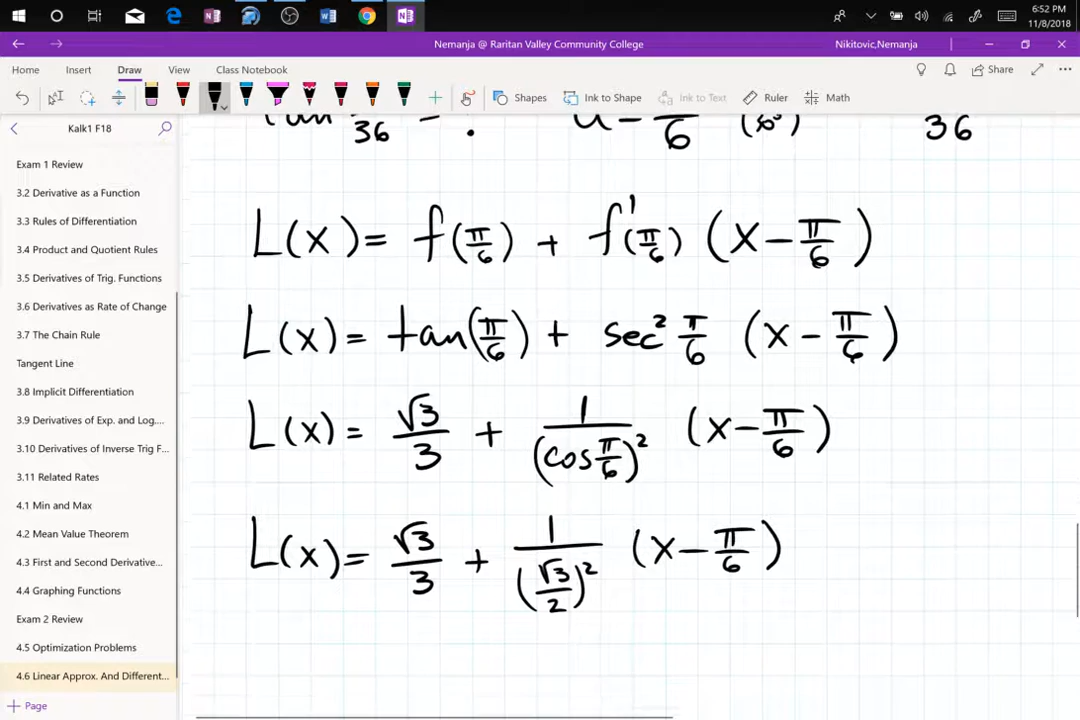 6:52 PM
11/8/2018
Nemanja @ Raritan Valley Community College
Nikitovic,Nemanja
Home Insert Draw View Class Notebook
Share
Shapes Ink to Shape Ink to Text Ruler Math
Kalk1 F18
Exam 1 Review
3.2 Derivative as a Function
3.3 Rules of Differentiation
3.4 Product and Quotient Rules
3.5 Derivatives of Trig. Functions
3.6 Derivatives as Rate of Change
3.7 The Chain Rule
Tangent Line
3.8 Implicit Differentiation
3.9 Derivatives of Exp. and Log....
3.10 Derivatives of Inverse Trig F...
3.11 Related Rates
4.1 Min and Max
4.2 Mean Value Theorem
4.3 First and Second Derivative...
4.4 Graphing Functions
Exam 2 Review
4.5 Optimization Problems
4.6 Linear Approx. And Different...
Page
36 6 36
L(x) = f(π/6) + f'(π/6) (x − π/6)
L(x) = tan(π/6) + sec² π/6 (x − π/6)
L(x) = √3/3 + 1/(cos π/6)² (x − π/6)
L(x) = √3/3 + 1/(√3/2)² (x − π/6)